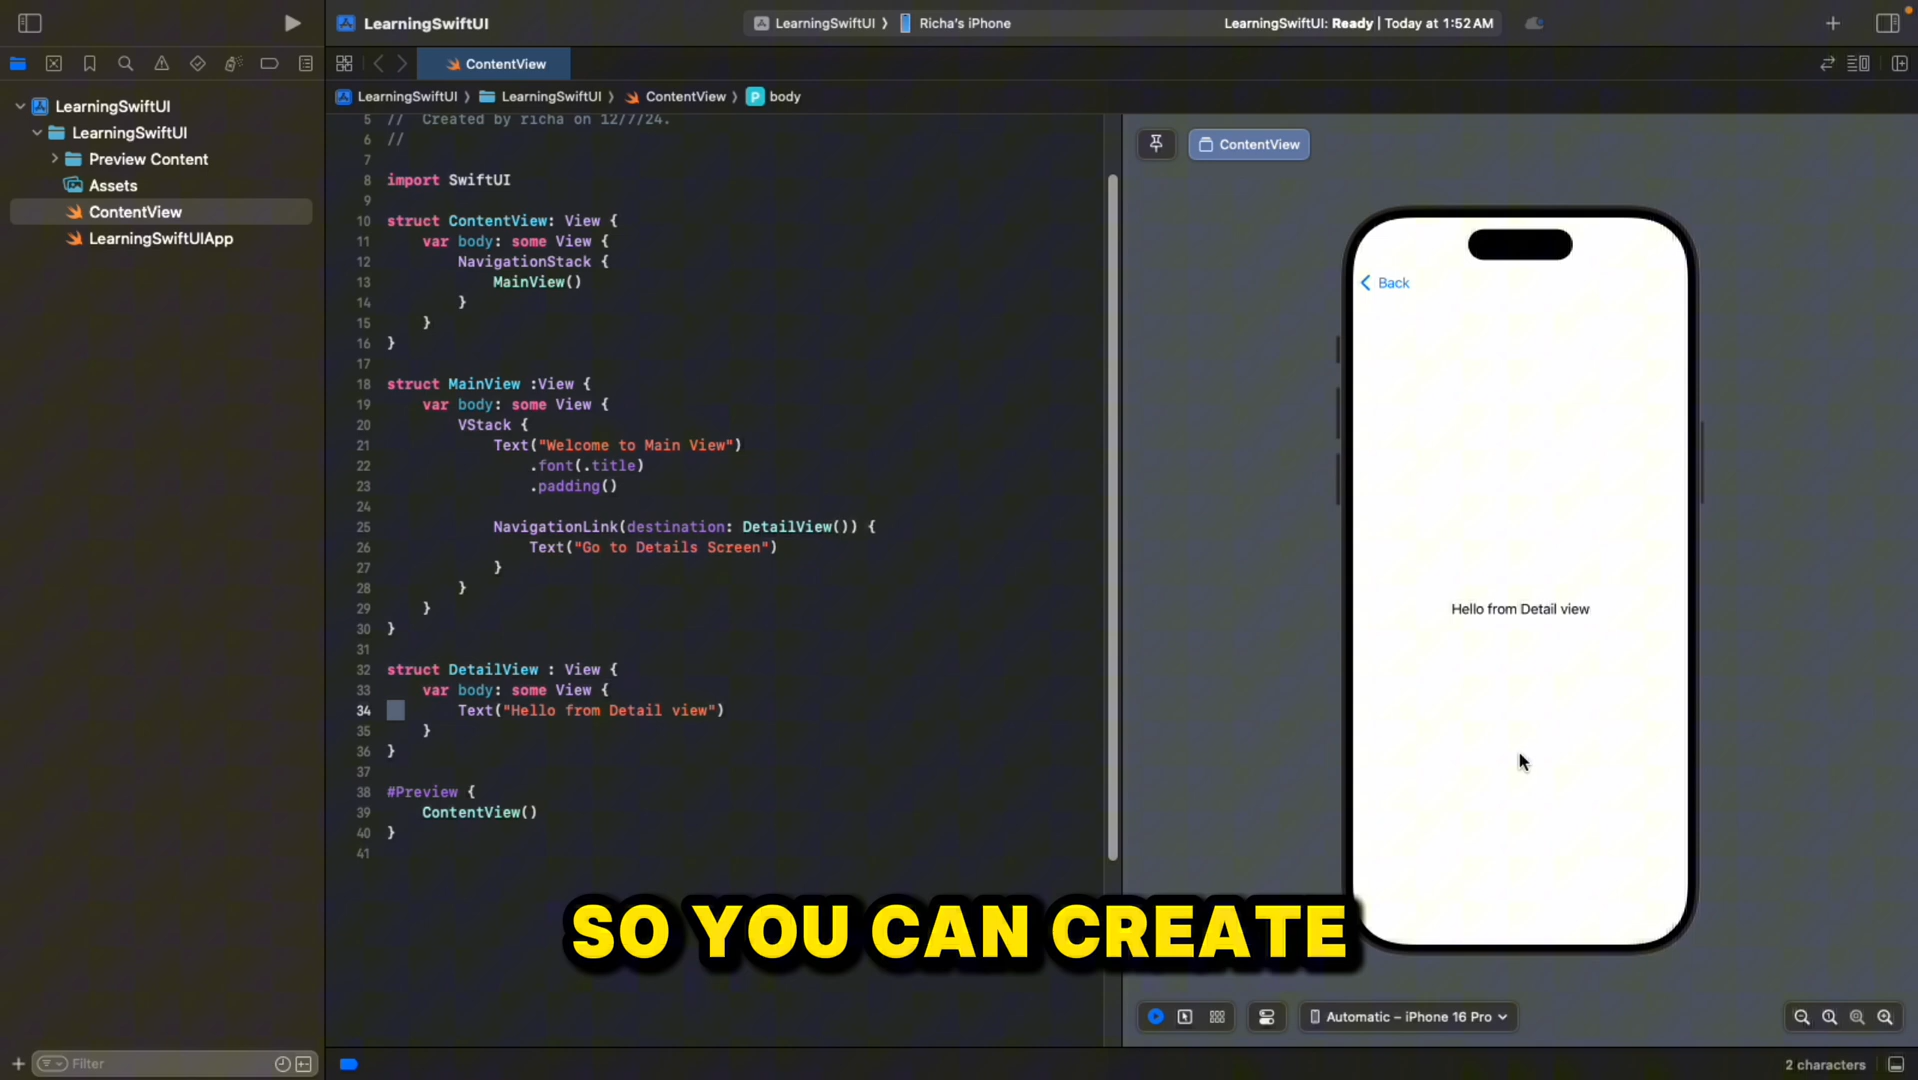 LearningSwiftUI
LearningSwiftUI 〉 Richa's iPhone
LearningSwiftUI: Ready | Today at 1:52 AM
ContentView
LearningSwiftUI 〉 LearningSwiftUI 〉 ContentView 〉 P body
LearningSwiftUI
LearningSwiftUI
Preview Content
Assets
ContentView
LearningSwiftUIApp
5 //  Created by richa on 12/7/24.
6 //
7
8 import SwiftUI
9
10 struct ContentView: View {
11     var body: some View {
12         NavigationStack {
13             MainView()
14         }
15     }
16 }
17
18 struct MainView :View {
19     var body: some View {
20         VStack {
21             Text("Welcome to Main View")
22                 .font(.title)
23                 .padding()
24
25             NavigationLink(destination: DetailView()) {
26                 Text("Go to Details Screen")
27             }
28         }
29     }
30 }
31
32 struct DetailView : View {
33     var body: some View {
34         Text("Hello from Detail view")
35     }
36 }
37
38 #Preview {
39     ContentView()
40 }
41
ContentView
Back
Hello from Detail view
SO YOU CAN CREATE
Automatic – iPhone 16 Pro
Filter
2 characters